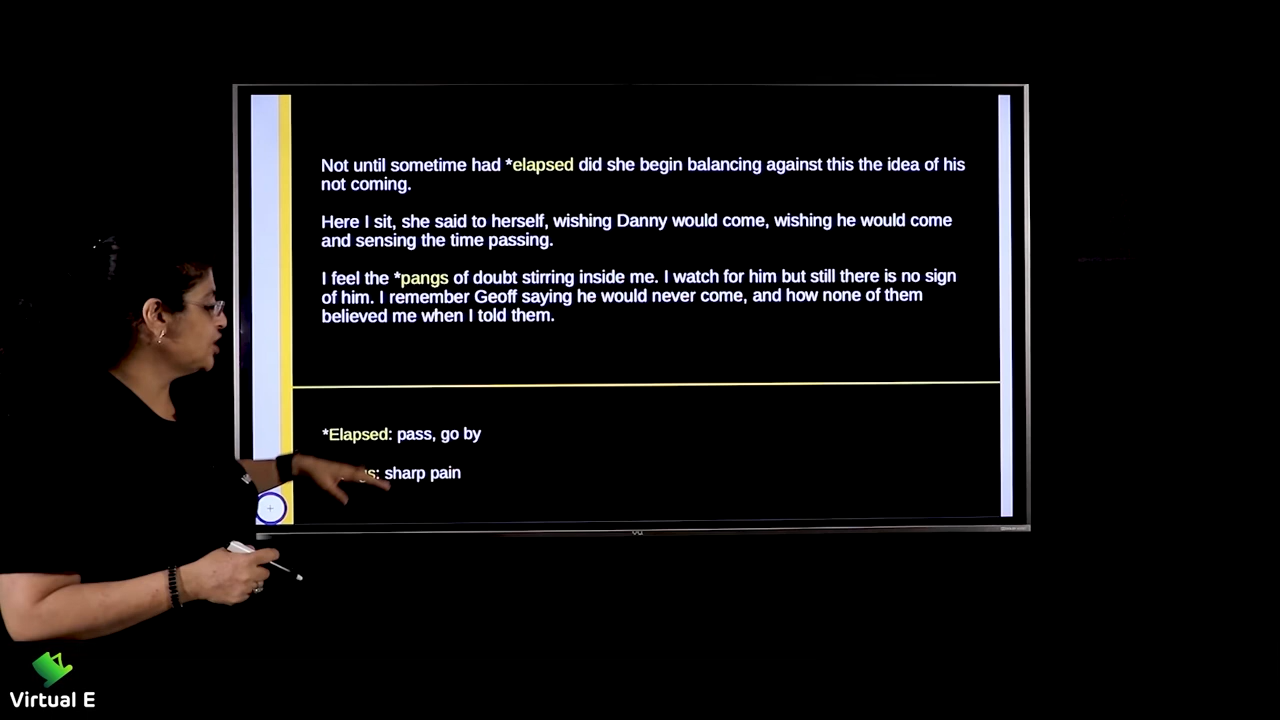 Not until sometime had *elapsed did she begin balancing against this the idea of his
not coming.
Here I sit, she said to herself, wishing Danny would come, wishing he would come
and sensing the time passing.
I feel the *pangs of doubt stirring inside me. I watch for him but still there is no sign
of him. I remember Geoff saying he would never come, and how none of them
believed me when I told them.
*Elapsed: pass, go by
sharp pain
VU
Virtual E